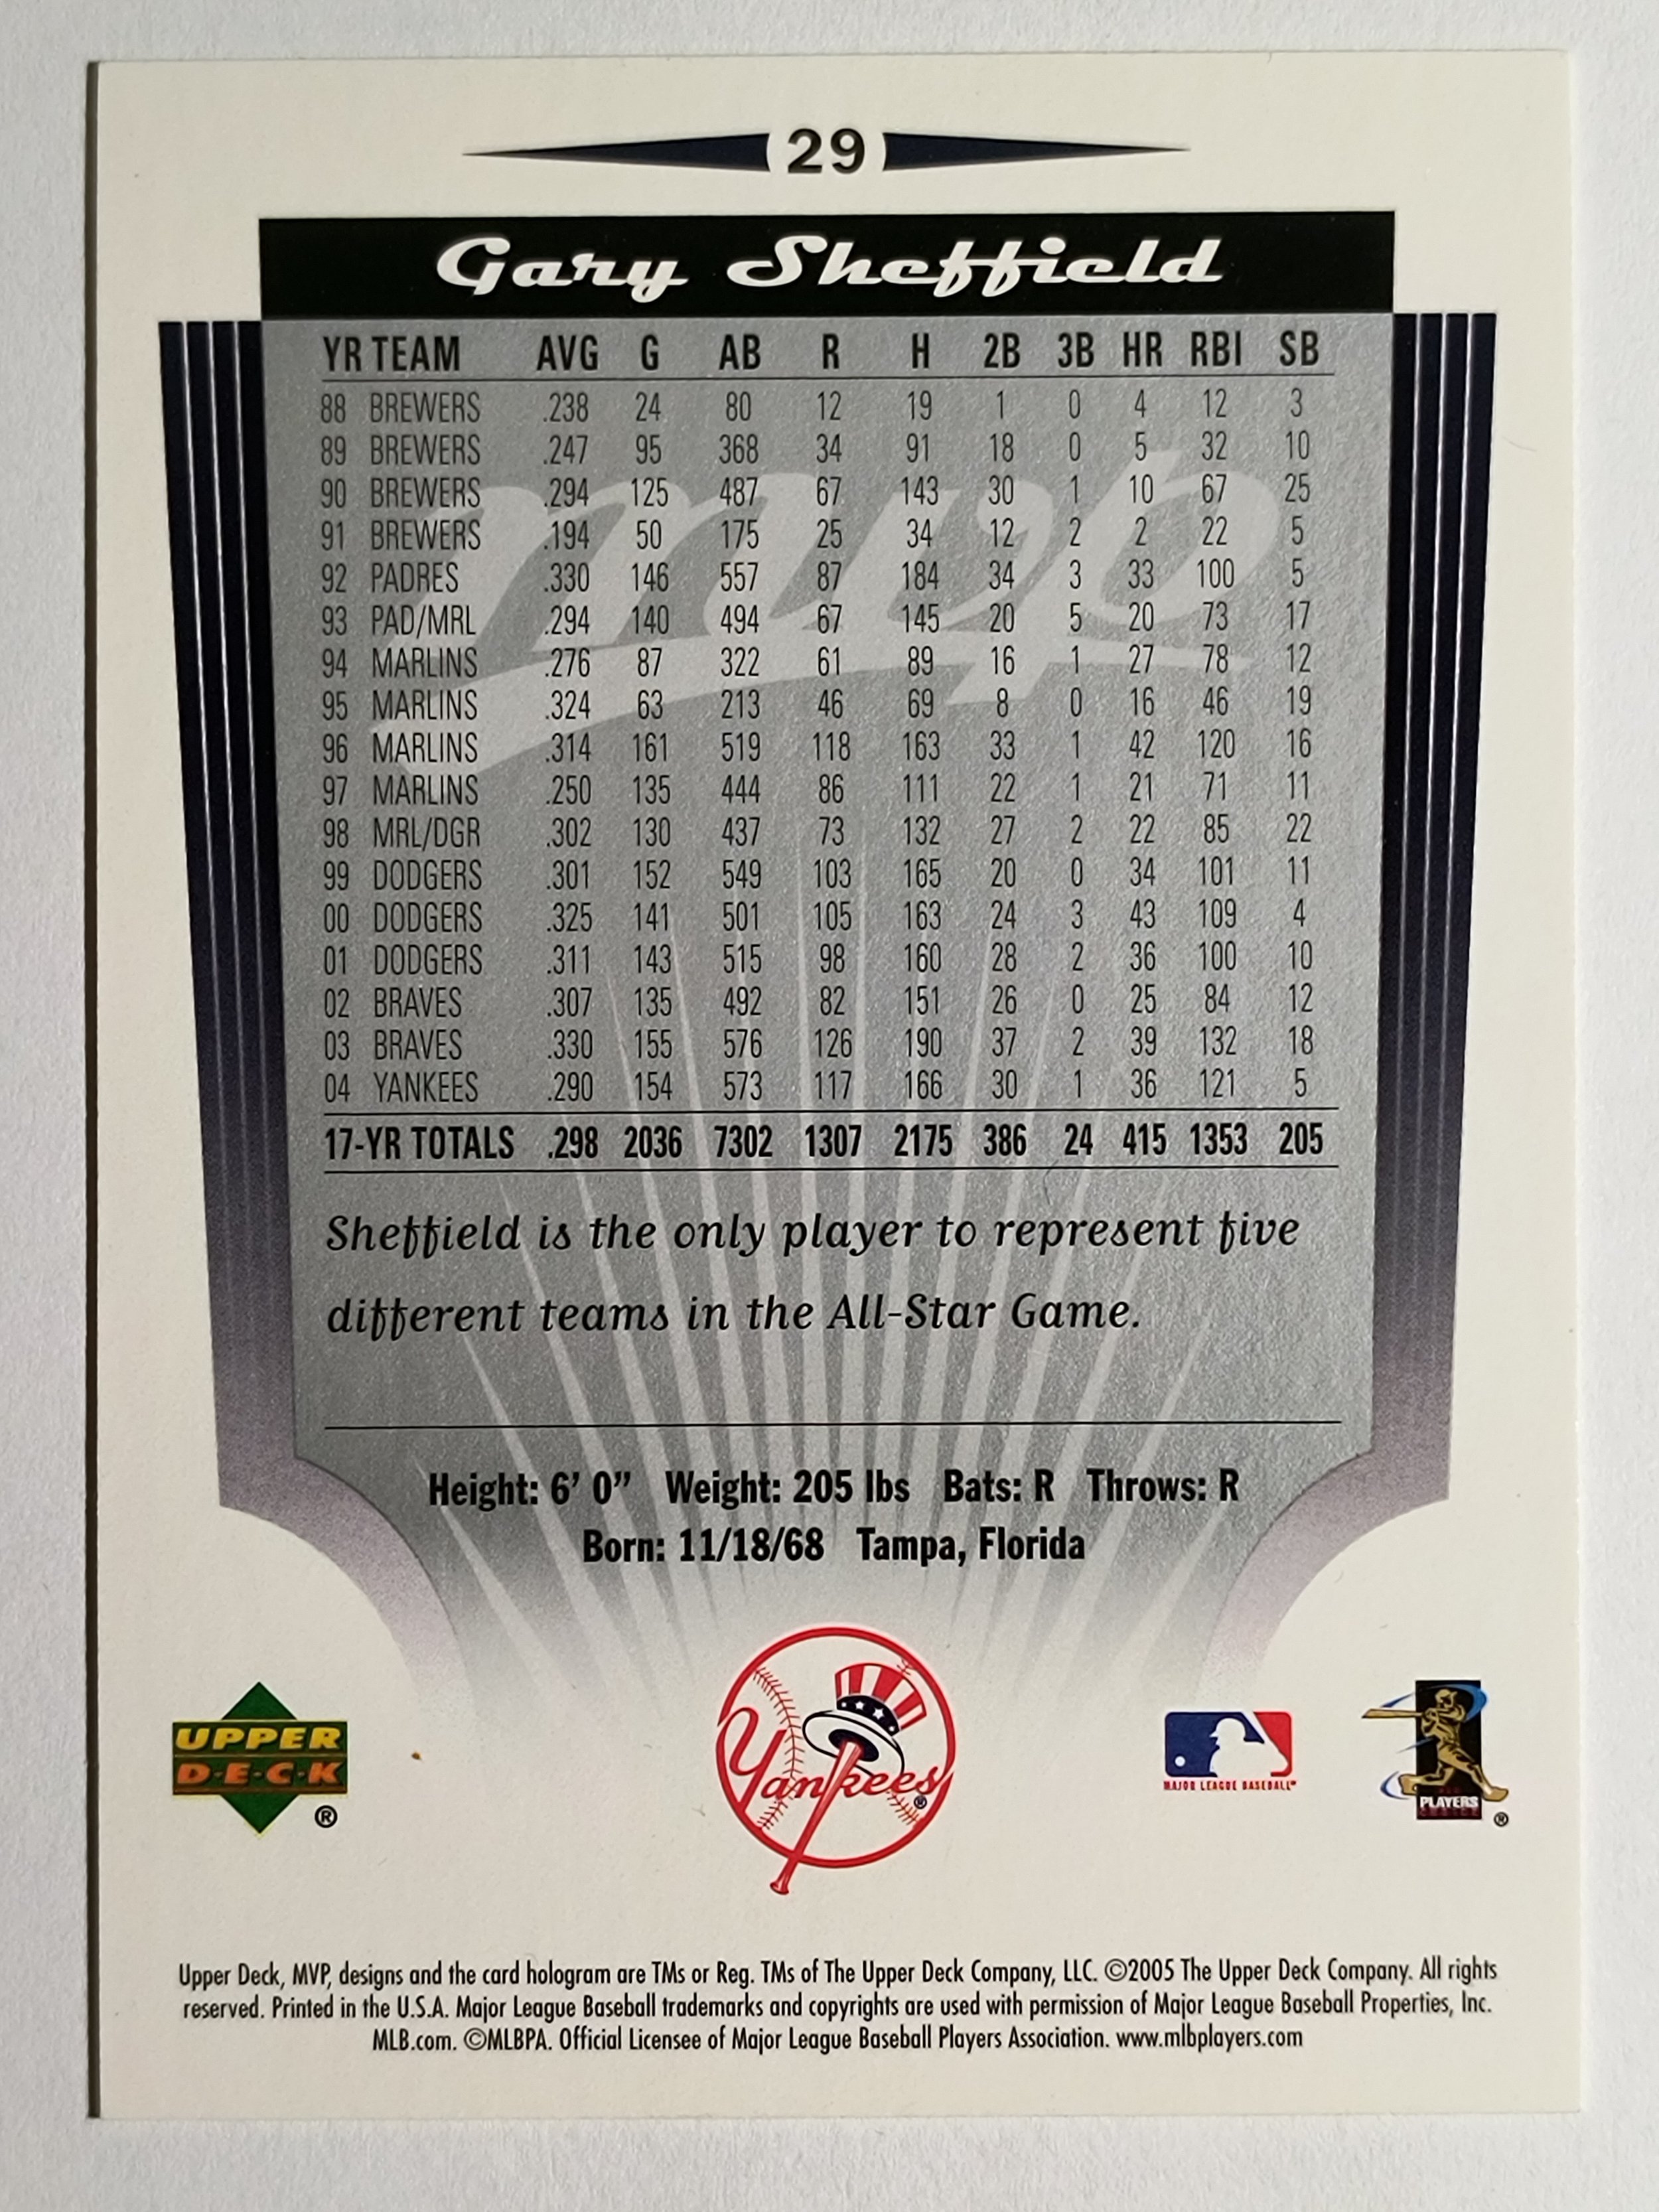 29
Gary Sheffield
YR TEAM AVG G AB R H 2B 3B HR RBI SB
88 BREWERS .238 24 80 12 19 1 0 4 12 3
89 BREWERS .247 95 368 34 91 18 0 5 32 10
90 BREWERS .294 125 487 67 143 30 1 10 67 25
91 BREWERS .194 50 175 25 34 12 2 2 22 5
92 PADRES .330 146 557 87 184 34 3 33 100 5
93 PAD/MRL .294 140 494 67 145 20 5 20 73 17
94 MARLINS .276 87 322 61 89 16 1 27 78 12
95 MARLINS .324 63 213 46 69 8 0 16 46 19
96 MARLINS .314 161 519 118 163 33 1 42 120 16
97 MARLINS .250 135 444 86 111 22 1 21 71 11
98 MRL/DGR .302 130 437 73 132 27 2 22 85 22
99 DODGERS .301 152 549 103 165 20 0 34 101 11
00 DODGERS .325 141 501 105 163 24 3 43 109 4
01 DODGERS .311 143 515 98 160 28 2 36 100 10
02 BRAVES .307 135 492 82 151 26 0 25 84 12
03 BRAVES .330 155 576 126 190 37 2 39 132 18
04 YANKEES .290 154 573 117 166 30 1 36 121 5
17-YR TOTALS .298 2036 7302 1307 2175 386 24 415 1353 205
mvp
Sheffield is the only player to represent five
different teams in the All-Star Game.
Height: 6' 0" Weight: 205 lbs Bats: R Throws: R
Born: 11/18/68 Tampa, Florida
UPPER
D·E·C·K
®
Yankees
®
MAJOR LEAGUE BASEBALL
PLAYERS
CHOICE
®
Upper Deck, MVP, designs and the card hologram are TMs or Reg. TMs of The Upper Deck Company, LLC. ©2005 The Upper Deck Company. All rights
reserved. Printed in the U.S.A. Major League Baseball trademarks and copyrights are used with permission of Major League Baseball Properties, Inc.
MLB.com. ©MLBPA. Official Licensee of Major League Baseball Players Association. www.mlbplayers.com